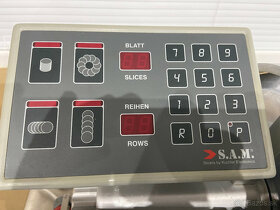 BLATT
7 8 9
SLICES
4 5 6
REIHEN
1 2 3
ROWS
R 0 P
S.A.M.